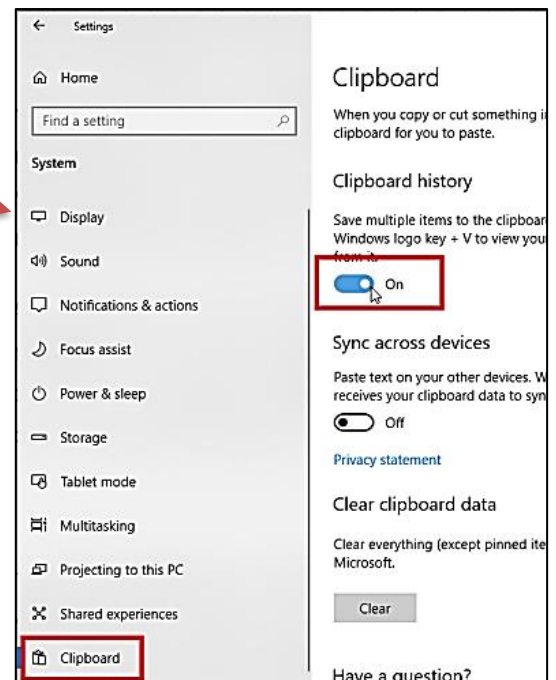 Settings
Home
Find a setting
System
Display
Sound
Notifications & actions
Focus assist
Power & sleep
Storage
Tablet mode
Multitasking
Projecting to this PC
Shared experiences
Clipboard
Clipboard
When you copy or cut something
clipboard for you to paste.
Clipboard history
Save multiple items to the
Windows logo key + V to view
from it.
On
Sync across devices
Paste text on your other devices.
receives your clipboard data to
Off
Privacy statement
Clear clipboard data
Clear everything (except pinned
Microsoft.
Clear
Have a question?